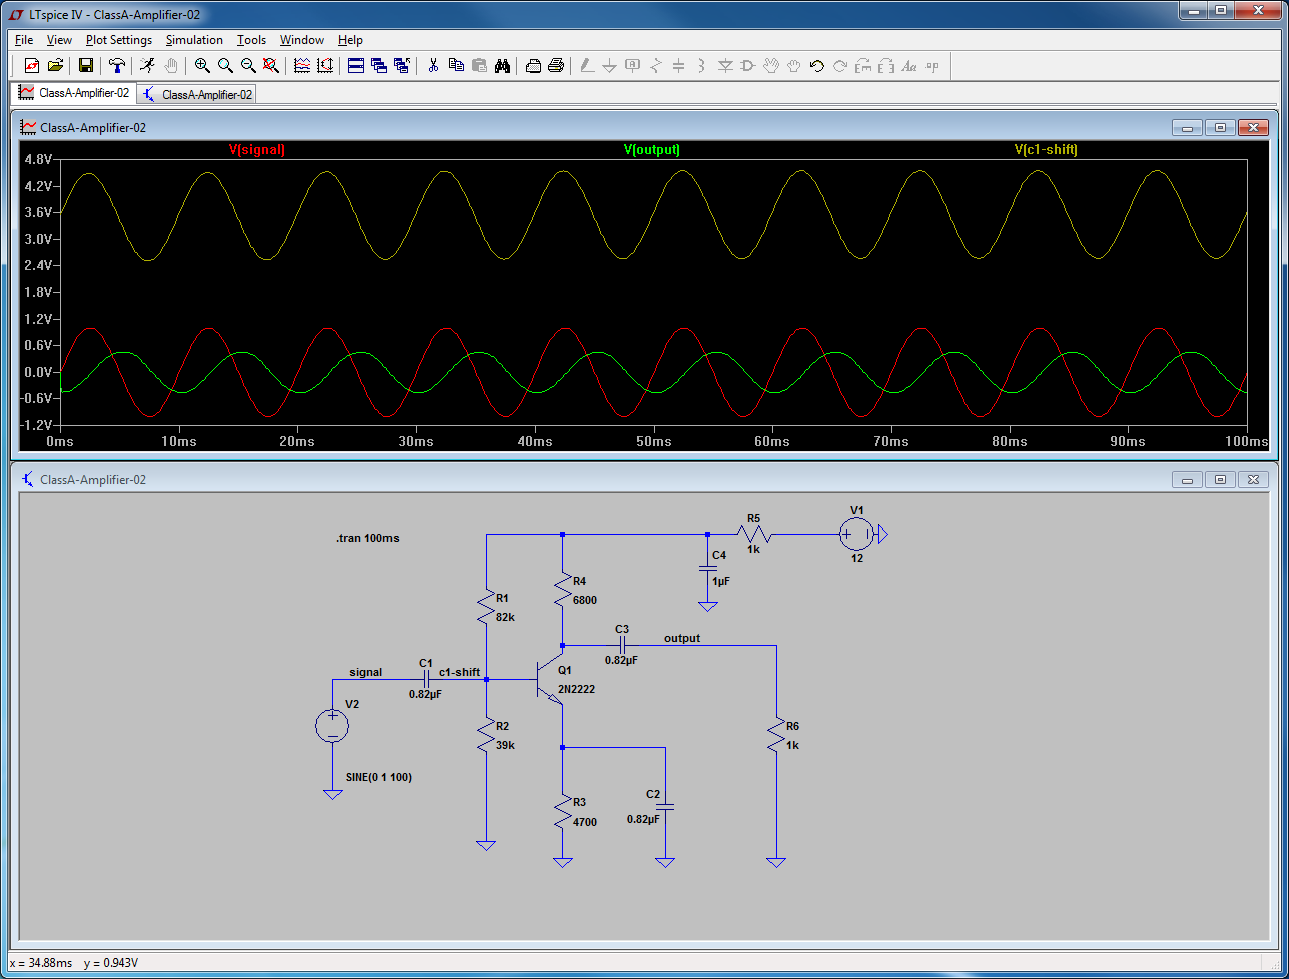 LTspice IV - ClassA-Amplifier-02
File View Plot Settings Simulation Tools Window Help
ClassA-Amplifier-02 ClassA-Amplifier-02
ClassA-Amplifier-02
V(signal) V(output) V(c1-shift)
4.8V
4.2V
3.6V
3.0V
2.4V
1.8V
1.2V
0.6V
0.0V
-0.6V
-1.2V
0ms 10ms 20ms 30ms 40ms 50ms 60ms 70ms 80ms 90ms 100ms
ClassA-Amplifier-02
.tran 100ms
R5
1k
V1
12
C4
1µF
R4
6800
R1
82k
C3
0.82µF
output
signal
C1
0.82µF
c1-shift
Q1
2N2222
V2
SINE(0 1 100)
R2
39k
R6
1k
R3
4700
C2
0.82µF
x = 34.88ms y = 0.943V